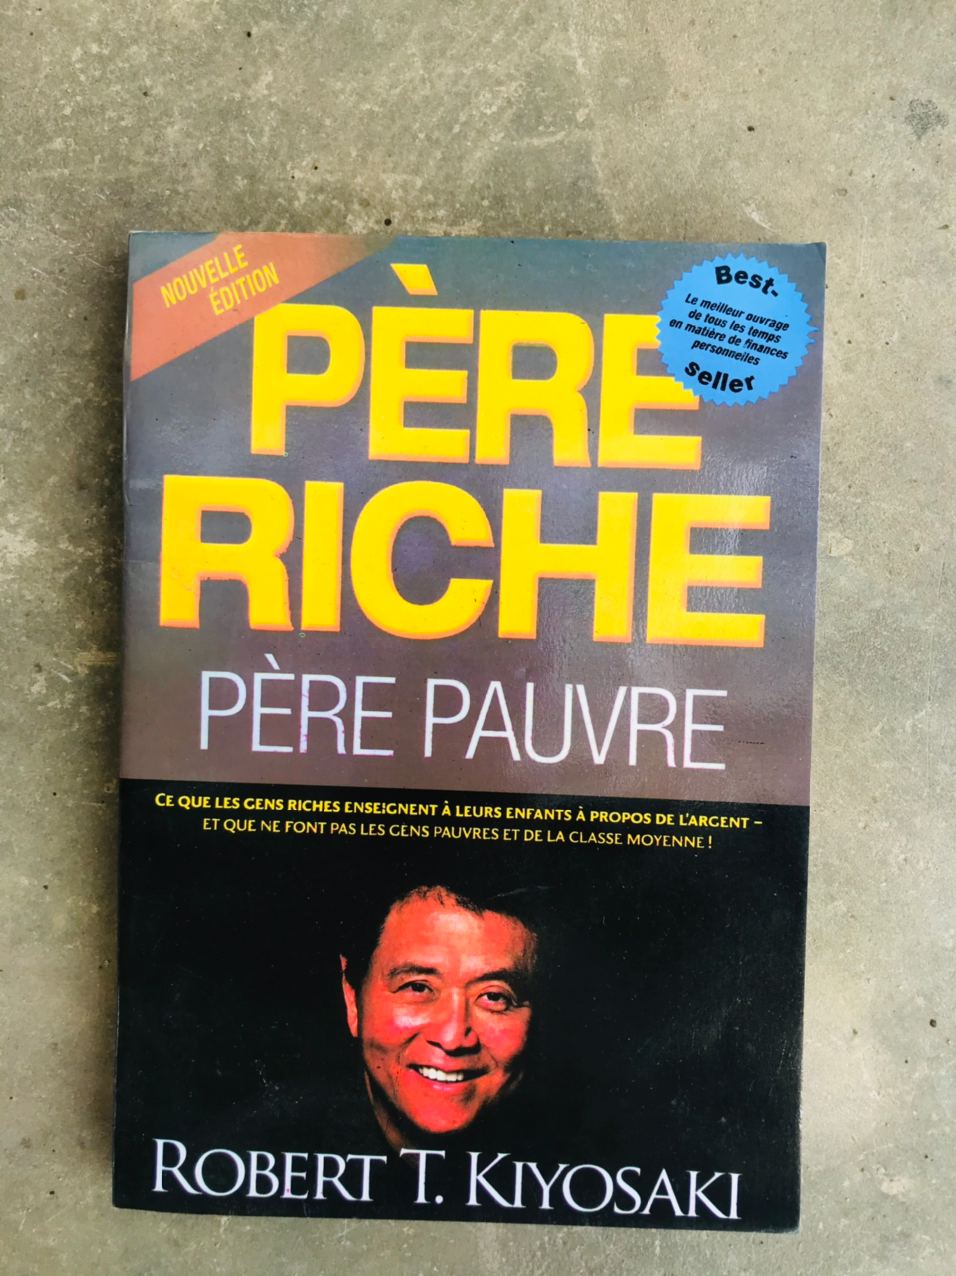 NOUVELLE
ÉDITION
Best-
Le meilleur ouvrage
de tous les temps
en matière de finances
personnelles
seller
PÈRE
RICHE
PÈRE PAUVRE
CE QUE LES GENS RICHES ENSEIGNENT À LEURS ENFANTS À PROPOS DE L'ARGENT –
ET QUE NE FONT PAS LES GENS PAUVRES ET DE LA CLASSE MOYENNE !
ROBERT T. KIYOSAKI